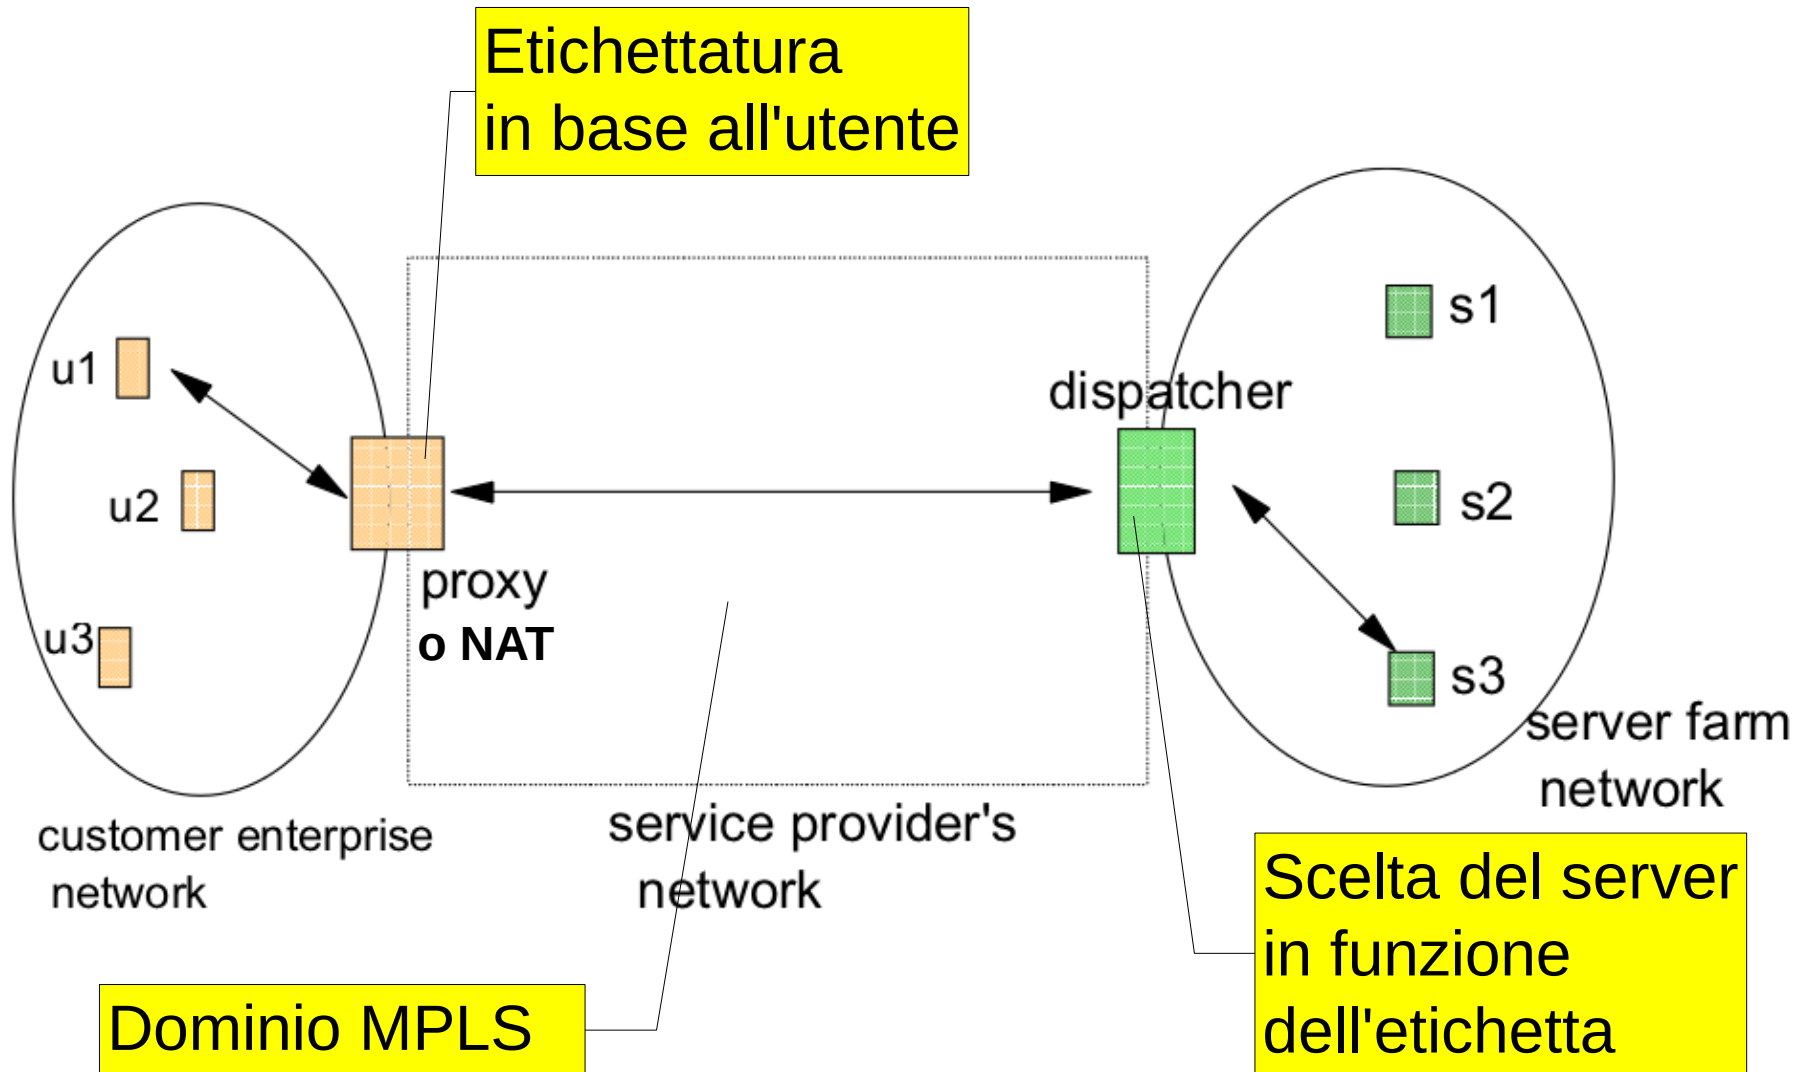 Etichettatura
in base all'utente
s1
u1
dispatcher
u2
s2
proxy
o NAT
u3
s3
server farm
network
customer enterprise
network
service provider's
network
Scelta del server
in funzione
dell'etichetta
Dominio MPLS